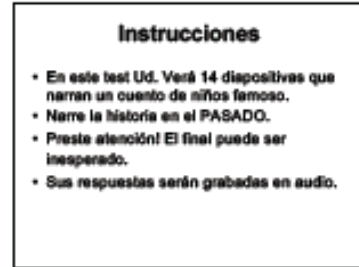 Instrucciones
• En este test Ud. Verá 14 diapositivas que
narran un cuento de niños famoso.
• Narre la historia en el PASADO.
• Preste atención! El final puede ser
inesperado.
• Sus respuestas serán grabadas en audio.